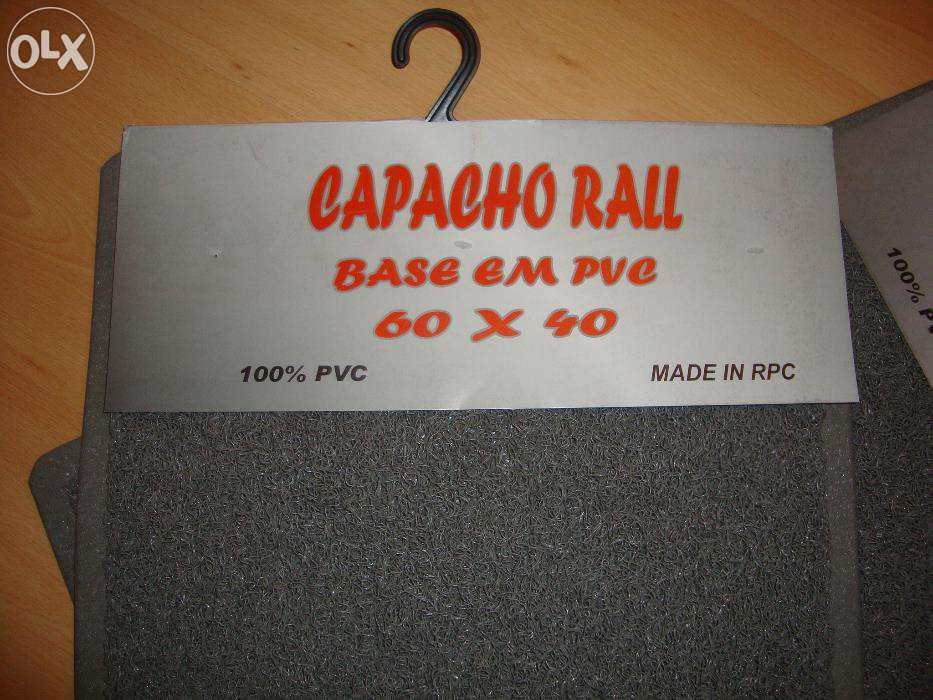 OLX
CAPACHO RALL
BASE EM PVC
60 X 40
100% PVC
MADE IN RPC
100%